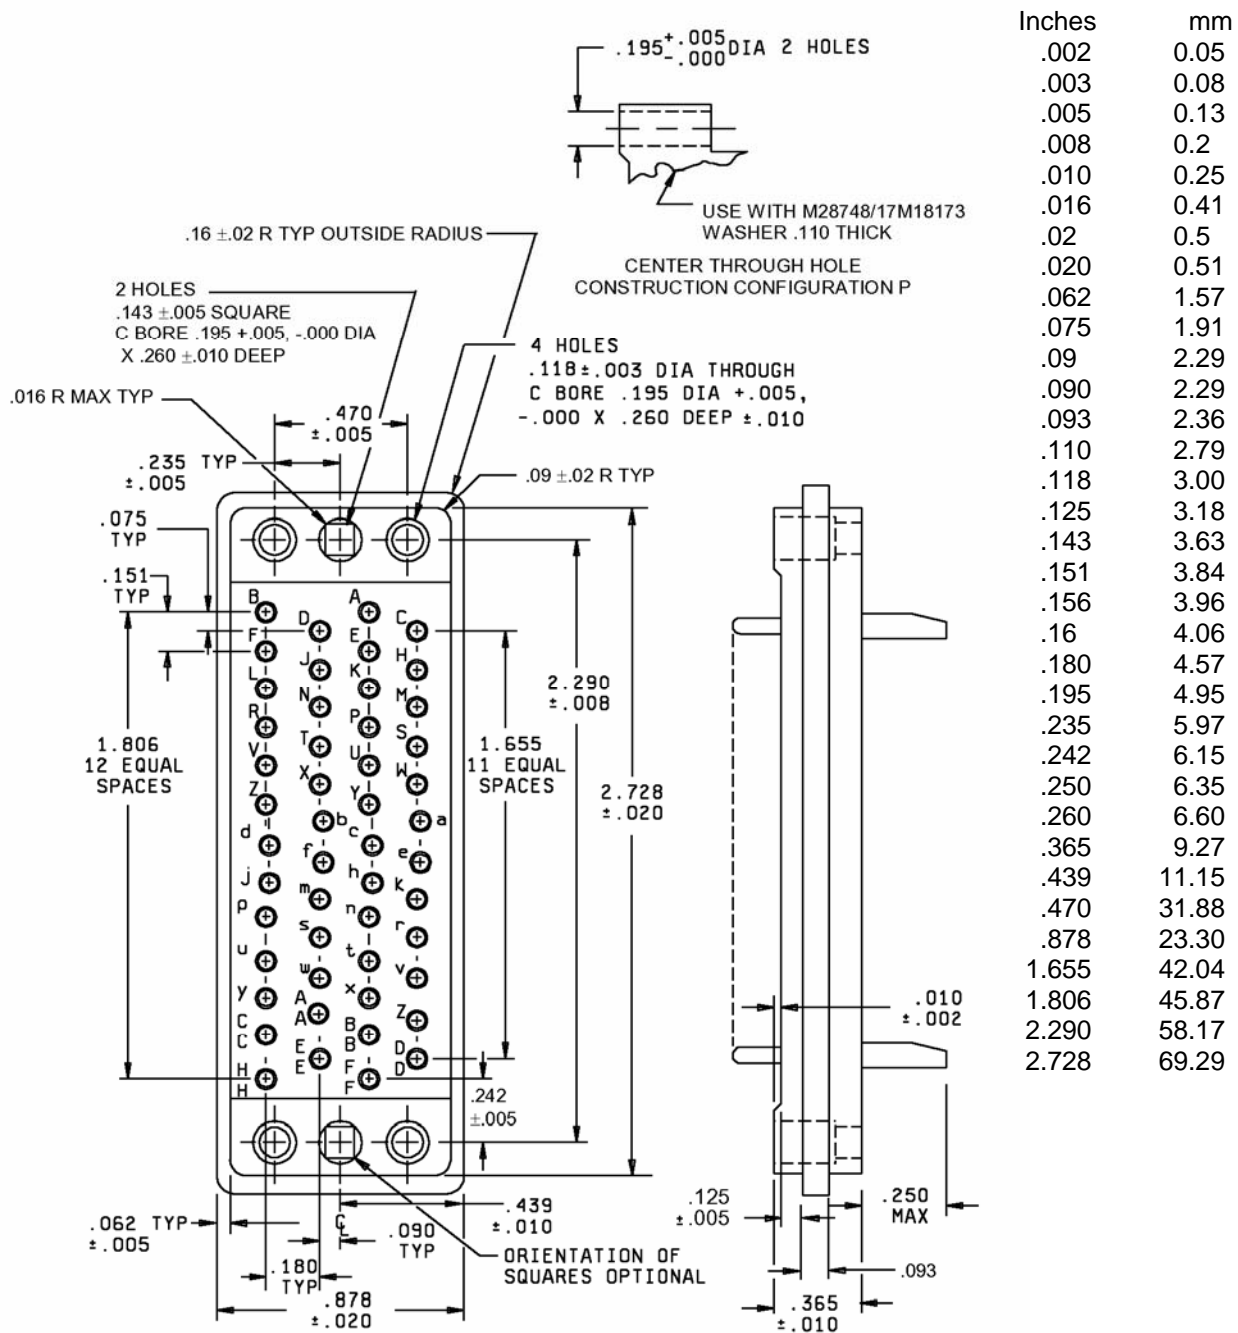 .195 +.005 -.000 DIA 2 HOLES
USE WITH M28748/17M18173
WASHER .110 THICK
CENTER THROUGH HOLE
CONSTRUCTION CONFIGURATION P
.16 ±.02 R TYP OUTSIDE RADIUS
2 HOLES
.143 ±.005 SQUARE
C BORE .195 +.005, -.000 DIA
X .260 ±.010 DEEP
4 HOLES
.118±.003 DIA THROUGH
C BORE .195 DIA +.005,
-.000 X .260 DEEP ±.010
.016 R MAX TYP
.470
±.005
.235 TYP
±.005
.09 ±.02 R TYP
.075
TYP
.151
TYP
B
A
D
C
F
E
J
H
L
K
N
M
R
P
T
S
V
U
X
W
Z
Y
b
a
d
c
f
e
j
h
m
k
p
n
s
r
u
t
w
v
y
x
A
A
Z
C
C
B
B
E
E
D
D
H
H
F
F
1.806
12 EQUAL
SPACES
1.655
11 EQUAL
SPACES
2.290
±.008
2.728
±.020
.242
±.005
.062 TYP
±.005
CL
.090
TYP
.439
±.010
.180
TYP
ORIENTATION OF
SQUARES OPTIONAL
.878
±.020
.010
±.002
.125
±.005
.250
MAX
.093
.365
±.010
Inches mm
.002 0.05
.003 0.08
.005 0.13
.008 0.2
.010 0.25
.016 0.41
.02 0.5
.020 0.51
.062 1.57
.075 1.91
.09 2.29
.090 2.29
.093 2.36
.110 2.79
.118 3.00
.125 3.18
.143 3.63
.151 3.84
.156 3.96
.16 4.06
.180 4.57
.195 4.95
.235 5.97
.242 6.15
.250 6.35
.260 6.60
.365 9.27
.439 11.15
.470 31.88
.878 23.30
1.655 42.04
1.806 45.87
2.290 58.17
2.728 69.29